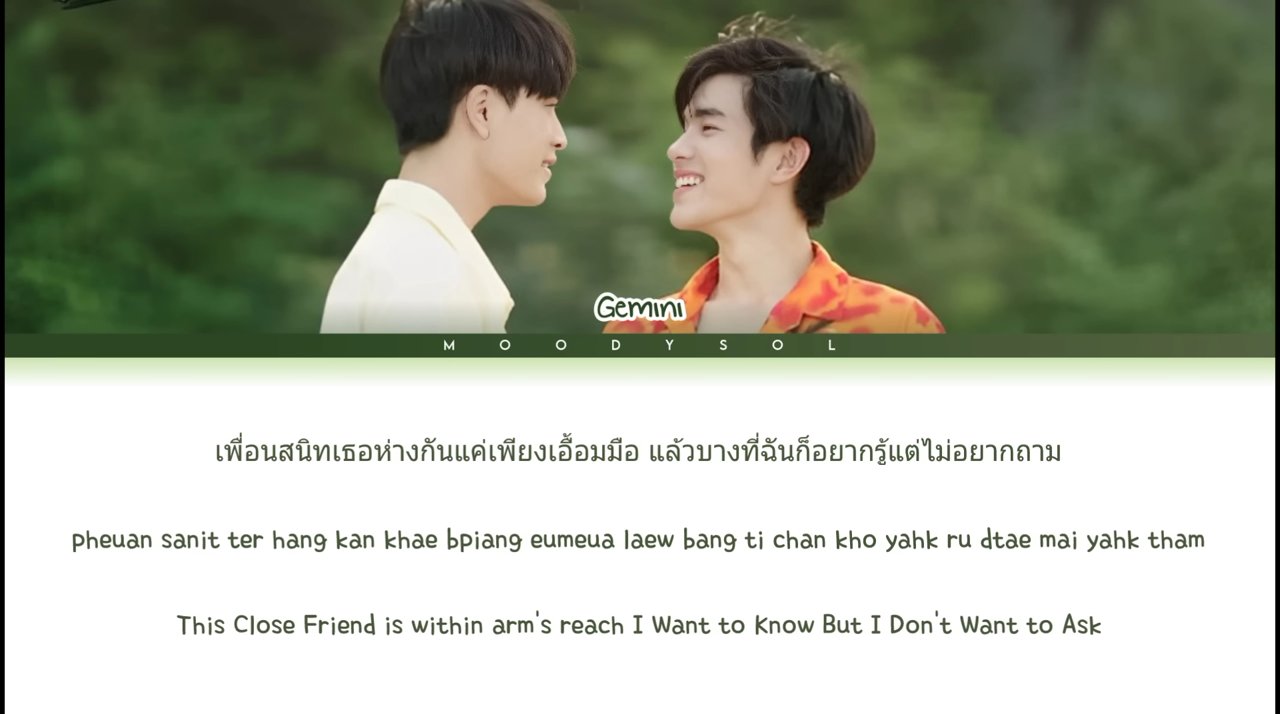 Gemini
MOODYSOL
เพื่อนสนิทเธอห่างกันแค่เพียงเอื้อมมือ แล้วบางที่ฉันก็อยากรู้แต่ไม่อยากถาม
pheuan sanit ter hang kan khae bpiang eumeua laew bang ti chan kho yahk ru dtae mai yahk tham
This Close Friend is within arm's reach I Want to Know But I Don't Want to Ask